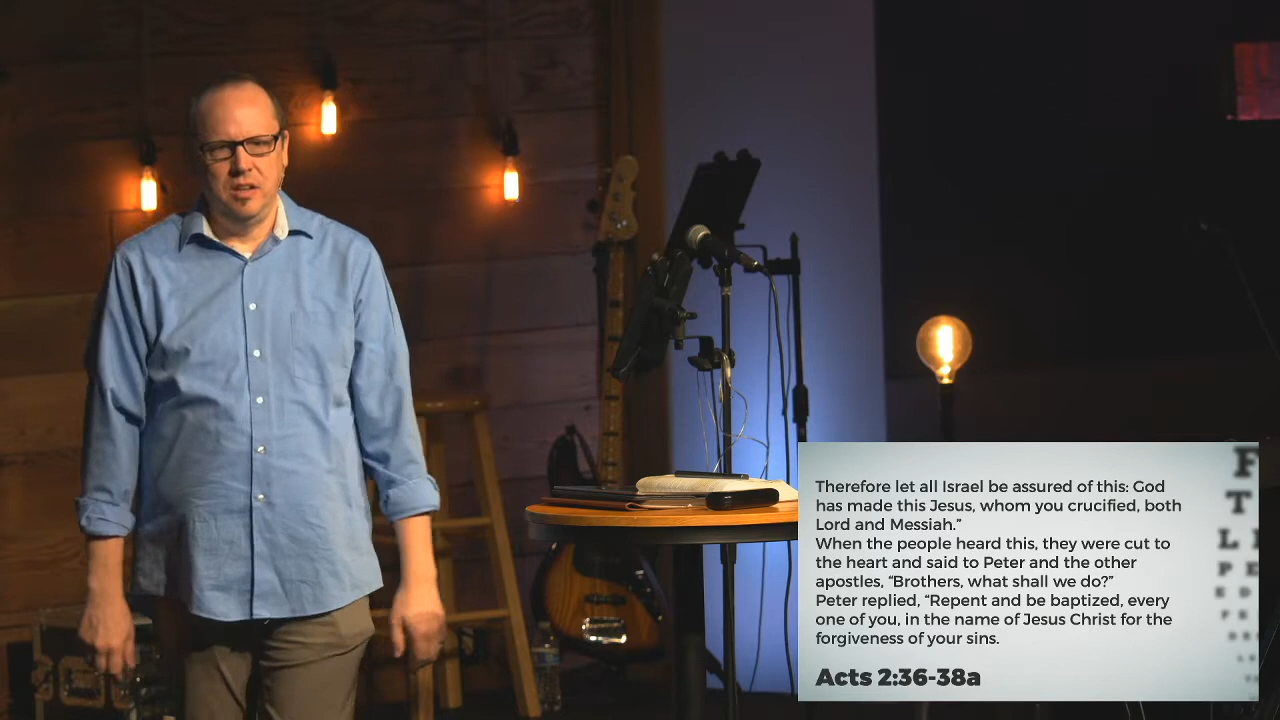 Therefore let all Israel be assured of this: God
has made this Jesus, whom you crucified, both
Lord and Messiah.”
When the people heard this, they were cut to
the heart and said to Peter and the other
apostles, “Brothers, what shall we do?”
Peter replied, “Repent and be baptized, every
one of you, in the name of Jesus Christ for the
forgiveness of your sins.
Acts 2:36-38a
F
T
L
P E
E D